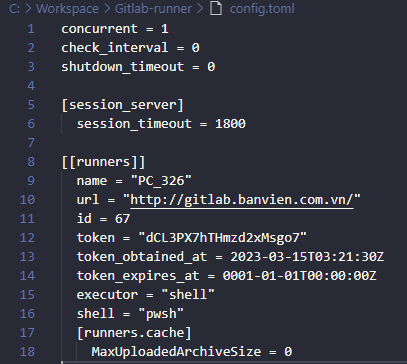 C: > Workspace > Gitlab-runner > config.toml
1 concurrent = 1
2 check_interval = 0
3 shutdown_timeout = 0
4
5 [session_server]
6 session_timeout = 1800
7
8 [[runners]]
9 name = "PC_326"
10 url = "http://gitlab.banvien.com.vn/"
11 id = 67
12 token = "dCL3PX7hTHmzd2xMsgo7"
13 token_obtained_at = 2023-03-15T03:21:30Z
14 token_expires_at = 0001-01-01T00:00:00Z
15 executor = "shell"
16 shell = "pwsh"
17 [runners.cache]
18 MaxUploadedArchiveSize = 0